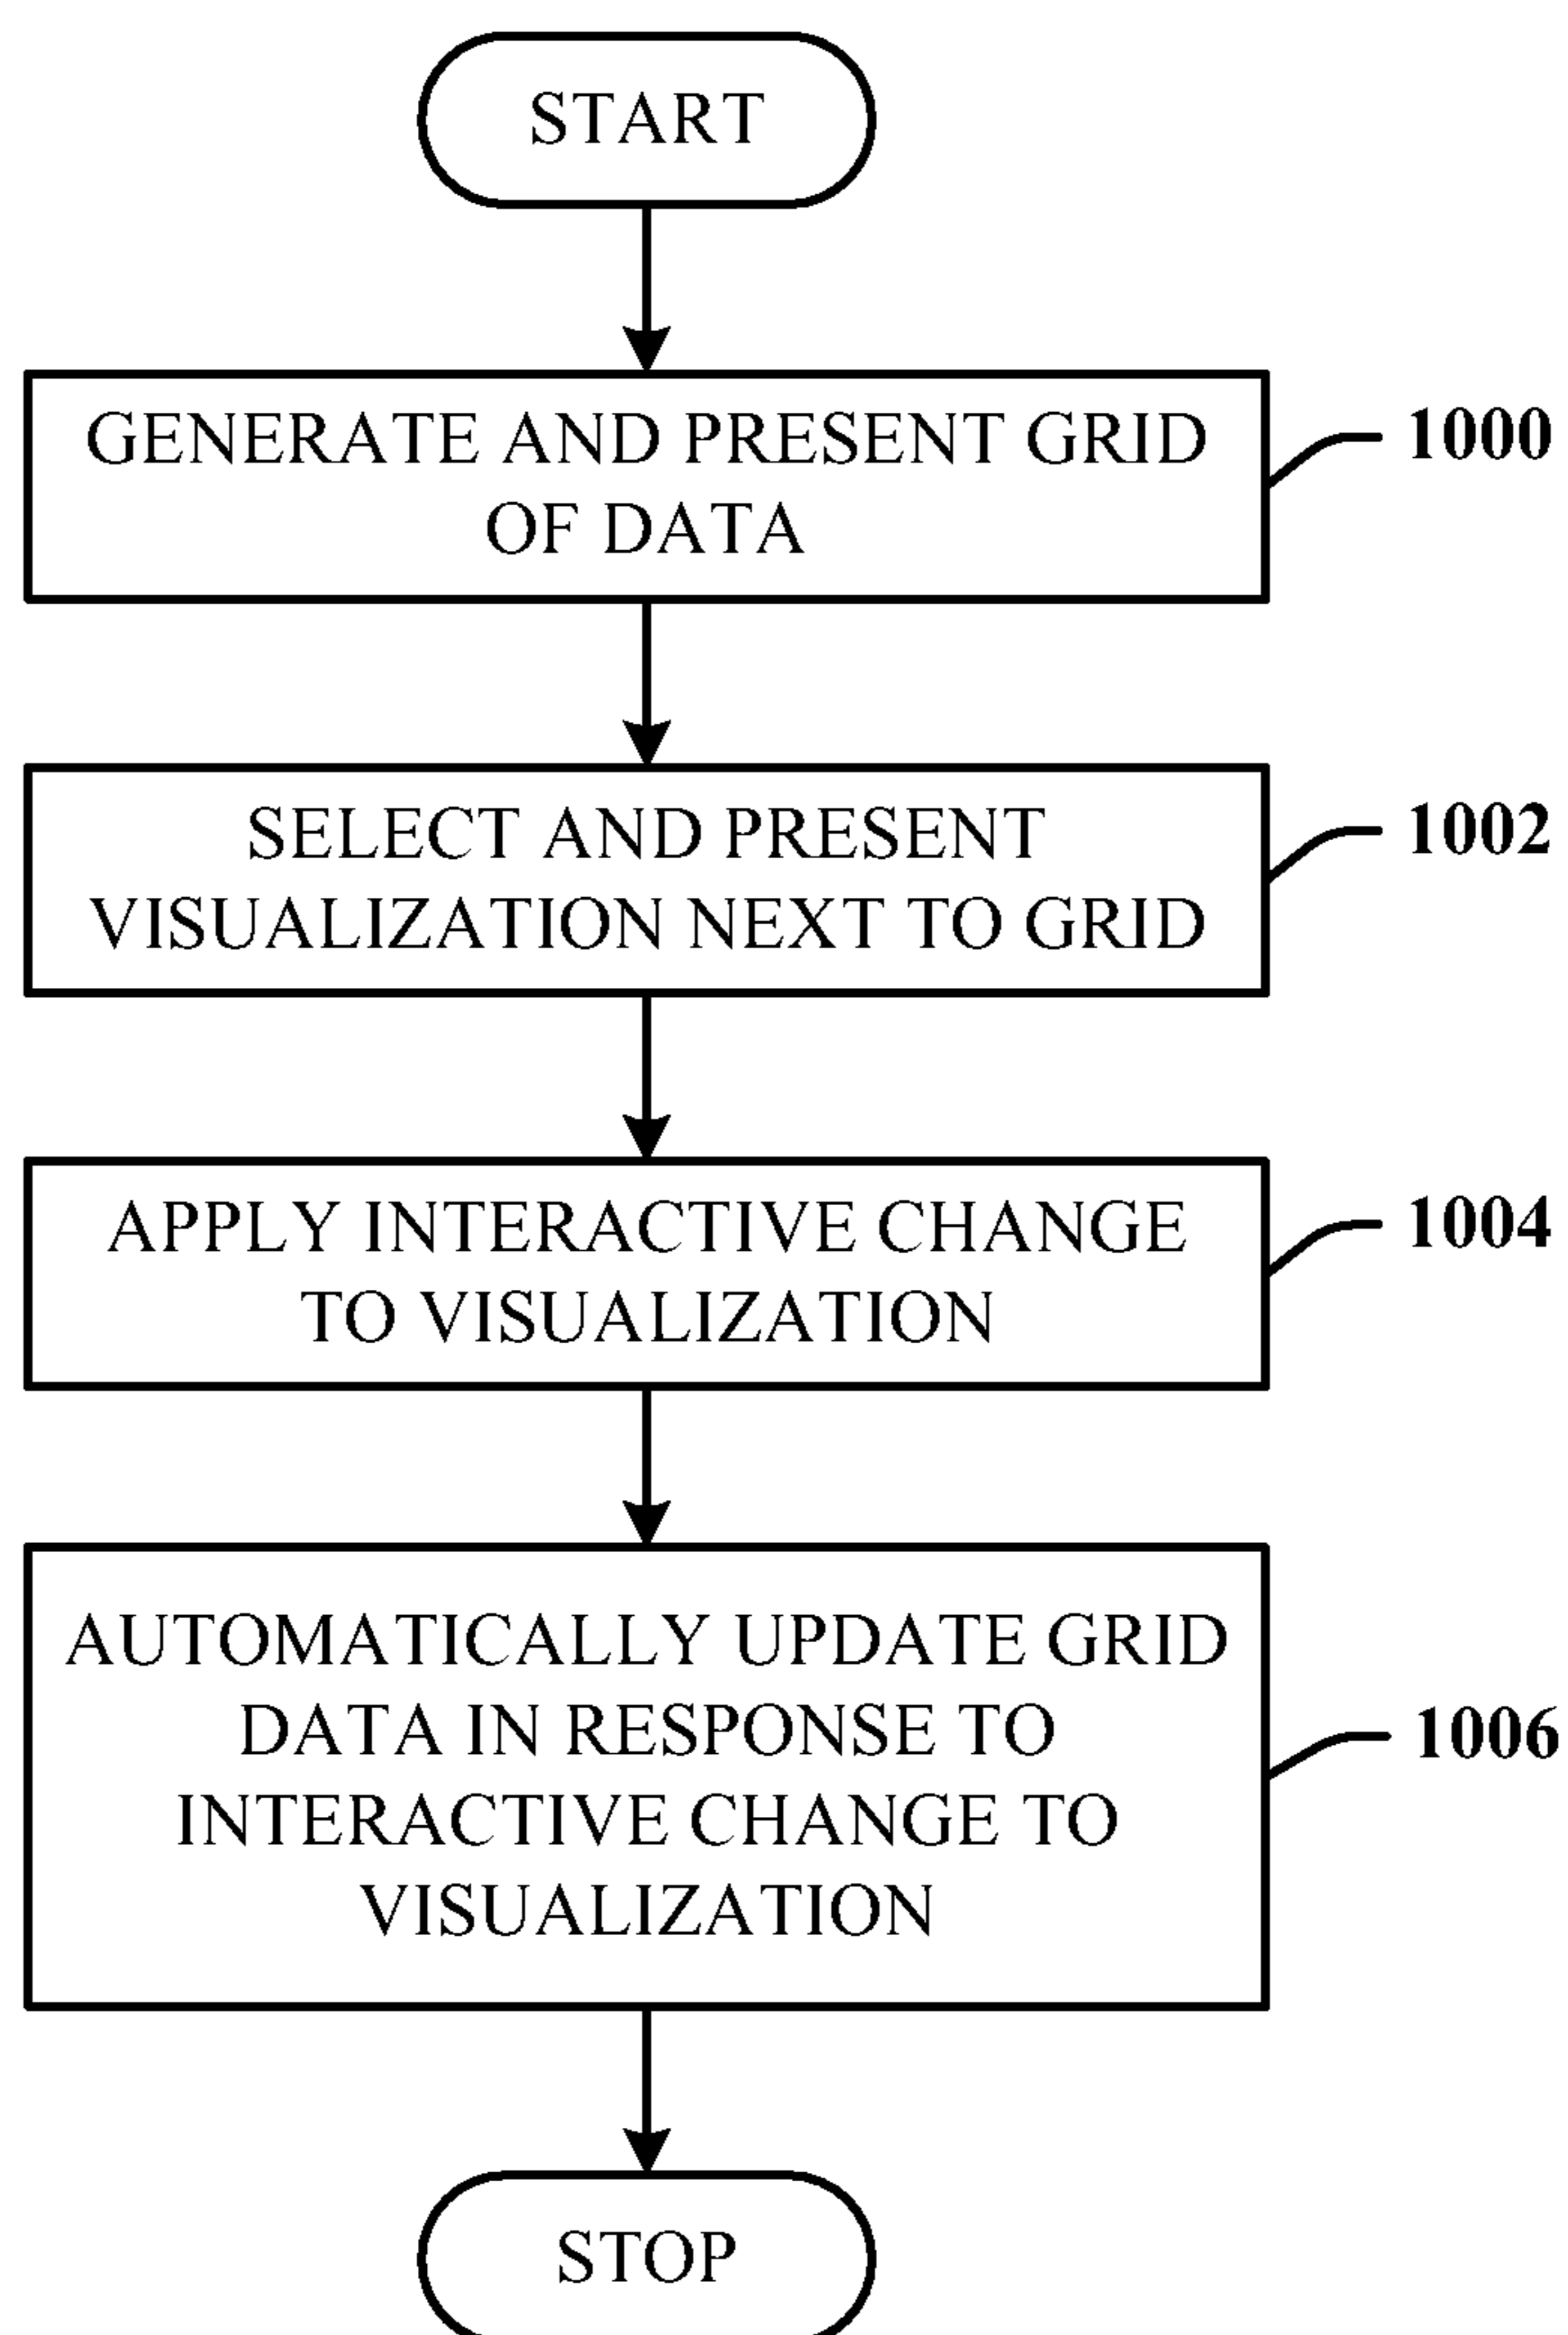 START
GENERATE AND PRESENT GRID
OF DATA
1000
SELECT AND PRESENT
VISUALIZATION NEXT TO GRID
1002
APPLY INTERACTIVE CHANGE
TO VISUALIZATION
1004
AUTOMATICALLY UPDATE GRID
DATA IN RESPONSE TO
INTERACTIVE CHANGE TO
VISUALIZATION
1006
STOP